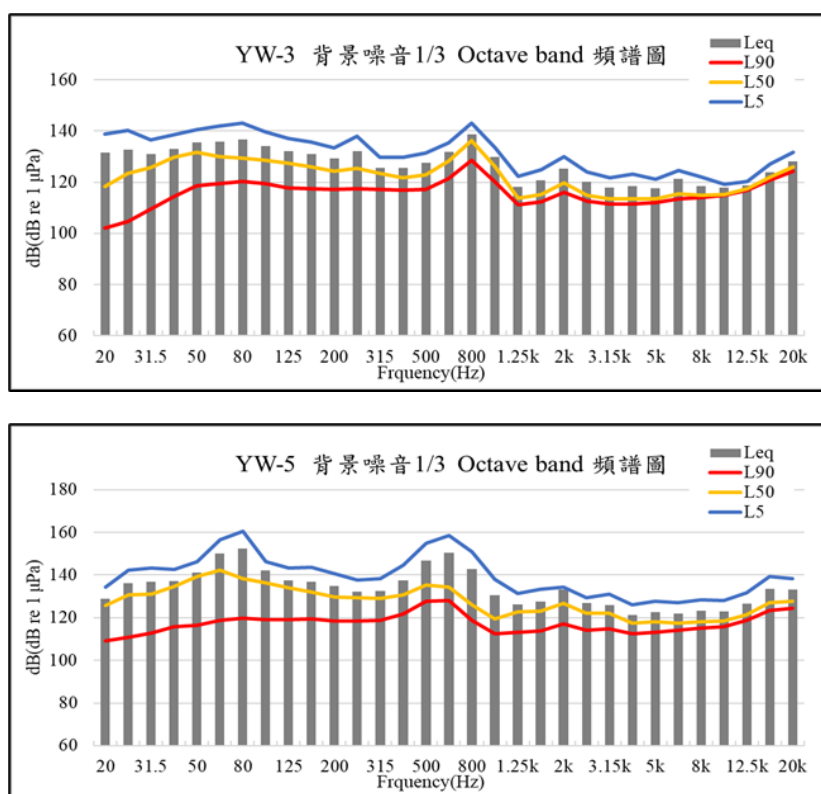 YW-3 背景噪音1/3 Octave band 頻譜圖
Leq
L90
L50
L5
dB(dB re 1 μPa)
160
140
120
100
80
60
20 31.5 50 80 125 200 315 500 800 1.25k 2k 3.15k 5k 8k 12.5k 20k
Frquency(Hz)
YW-5 背景噪音1/3 Octave band 頻譜圖
Leq
L90
L50
L5
dB(dB re 1 μPa)
180
160
140
120
100
80
60
20 31.5 50 80 125 200 315 500 800 1.25k 2k 3.15k 5k 8k 12.5k 20k
Frquency(Hz)